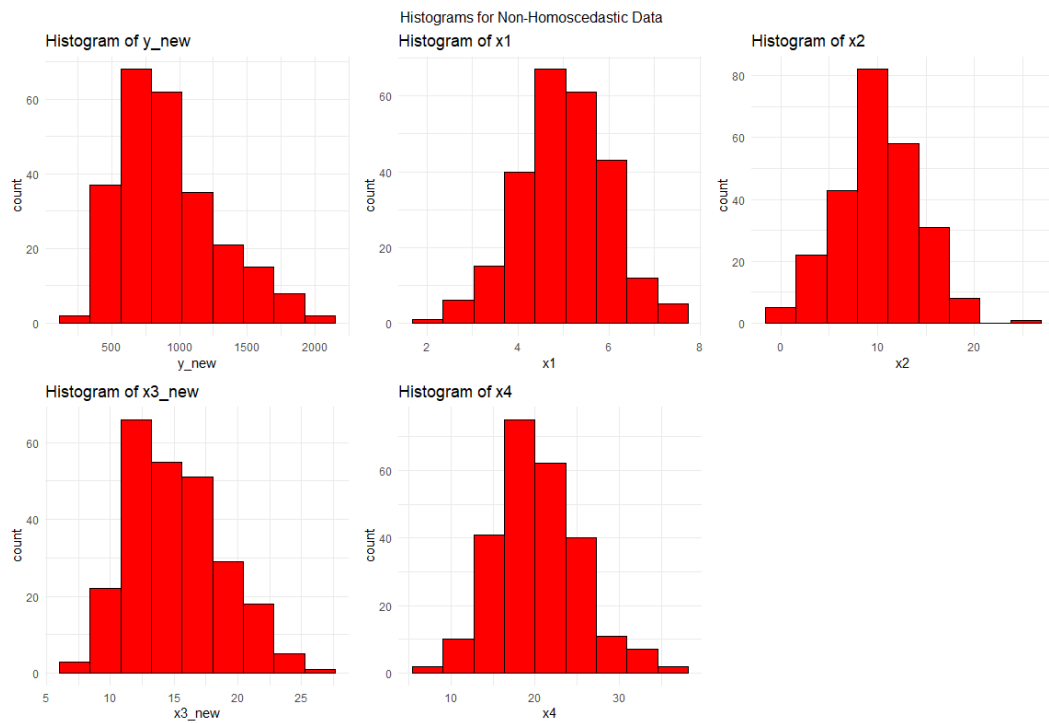 Histograms for Non-Homoscedastic Data
Histogram of y_new
count
60
40
20
0
500 1000 1500 2000
y_new
Histogram of x1
count
60
40
20
0
2 4 6 8
x1
Histogram of x2
count
80
60
40
20
0
0 10 20
x2
Histogram of x3_new
count
60
40
20
0
5 10 15 20 25
x3_new
Histogram of x4
count
60
40
20
0
10 20 30
x4